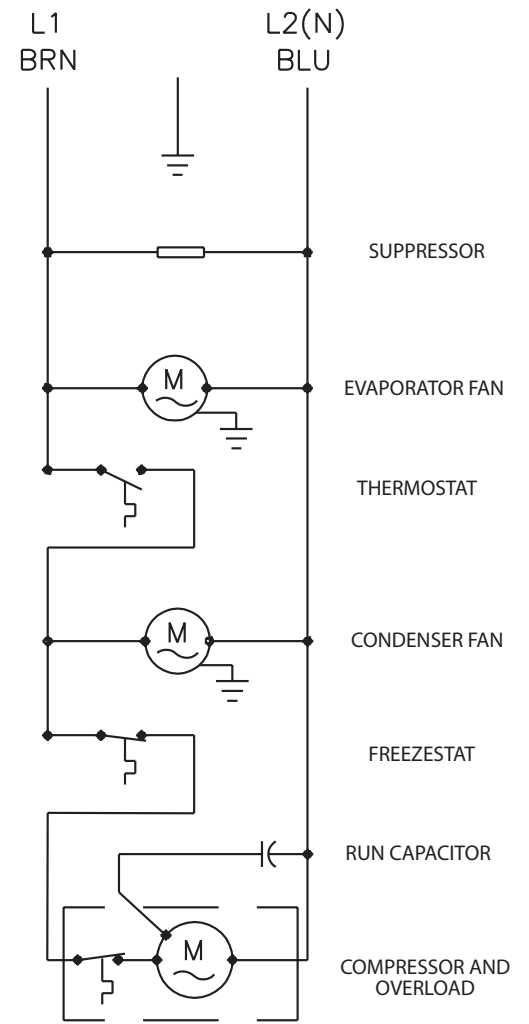 L1
BRN
L2(N)
BLU
SUPPRESSOR
M
EVAPORATOR FAN
THERMOSTAT
M
CONDENSER FAN
FREEZESTAT
RUN CAPACITOR
M
COMPRESSOR AND
OVERLOAD